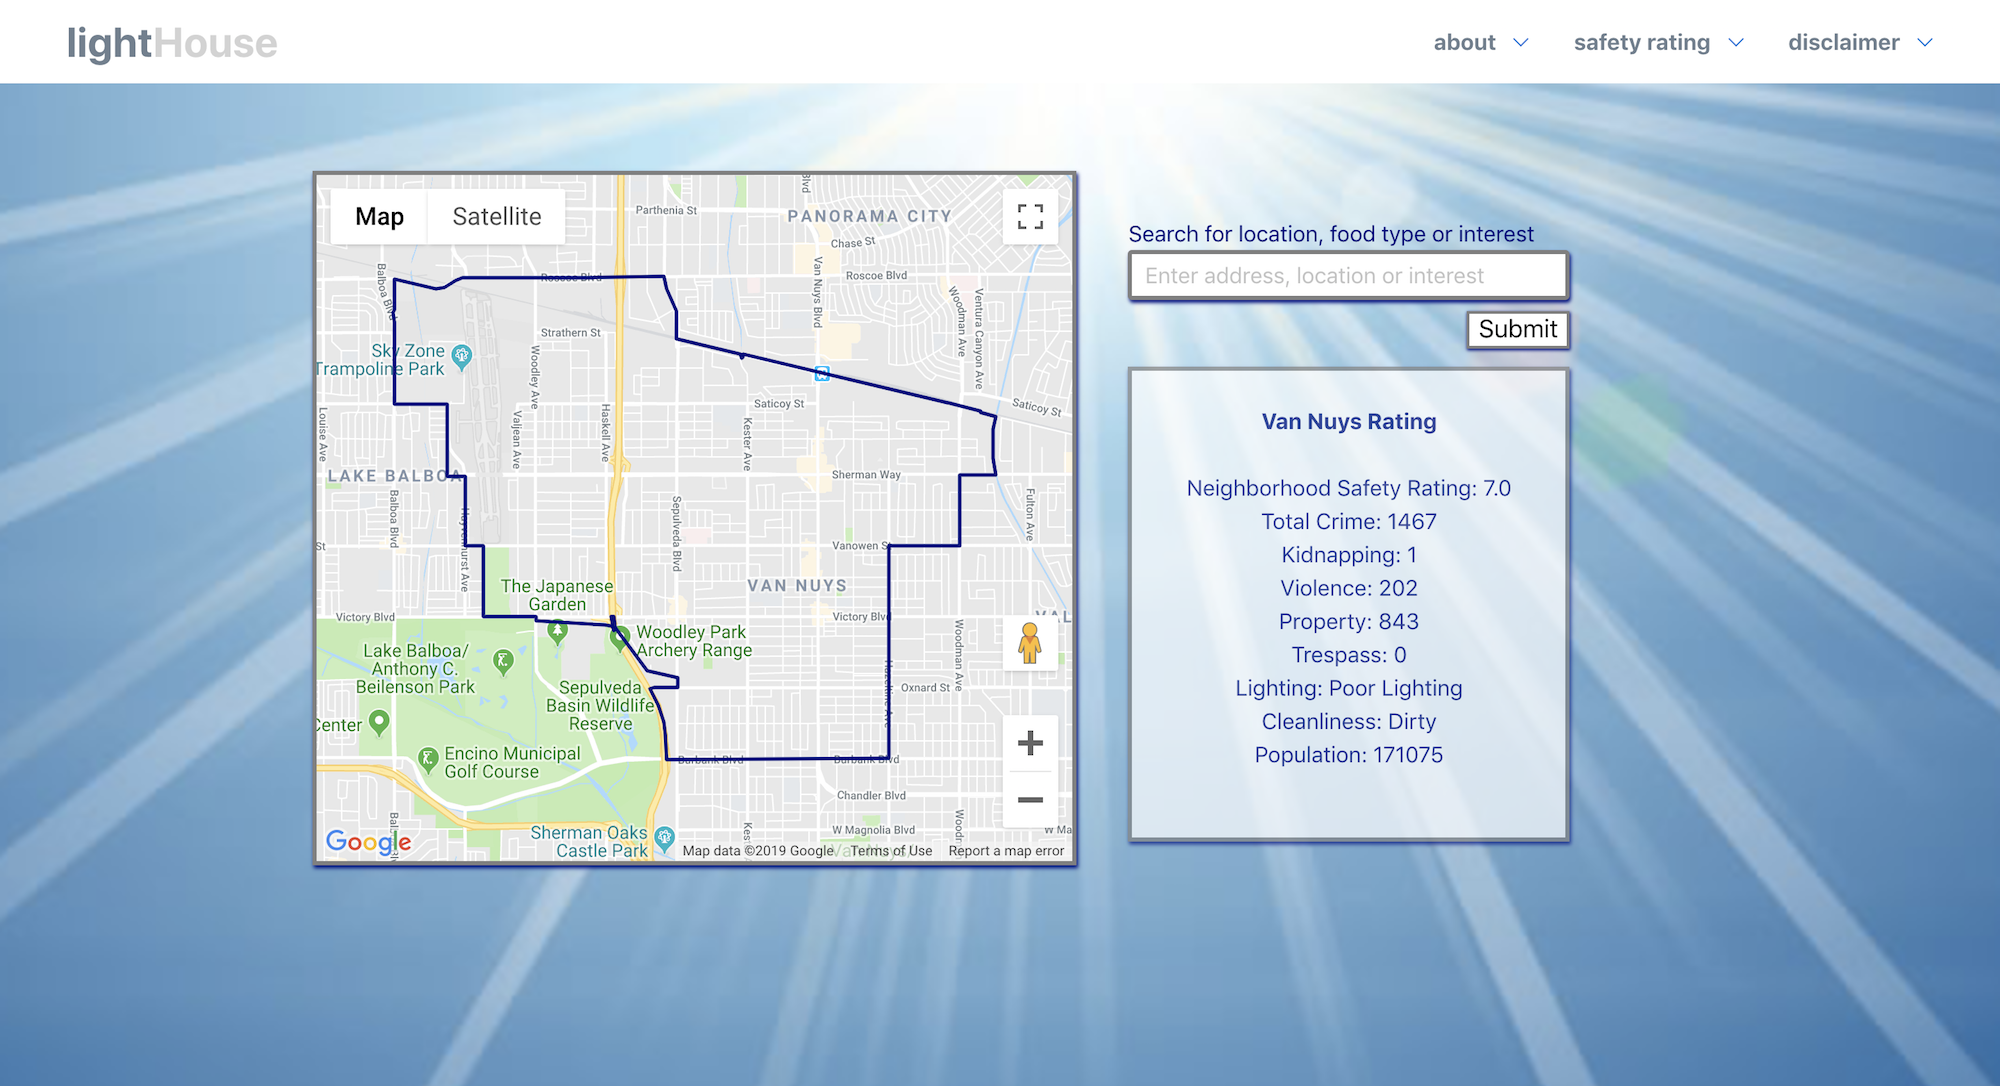 lightHouse
about
safety rating
disclaimer
Map
Satellite
Parthenia St
PANORAMA CITY
Chase St
Van Nuys Blvd
Roscoe Blvd
Roscoe Blvd
Balboa Blvd
Woodman Ave
Ventura Canyon Ave
Strathern St
Sky Zone
Trampoline Park
Woodley Ave
Saticoy St
Saticoy St
Louise Ave
Valjean Ave
Haskell Ave
Kester Ave
LAKE BALBOA
Sherman Way
Balboa Blvd
Hayvenhurst Ave
Sepulveda Blvd
Fulton Ave
St
Vanowen St
The Japanese
Garden
VAN NUYS
Victory Blvd
Victory Blvd
Woodley Park
Archery Range
Lake Balboa/
Anthony C.
Beilenson Park
Woodman Ave
Hazeltine Ave
Sepulveda
Basin Wildlife
Reserve
Oxnard St
Center
Encino Municipal
Golf Course
Burbank Blvd
Burbank Blvd
Chandler Blvd
Sherman Oaks
Castle Park
W Magnolia Blvd
W Ma
Google
Map data ©2019 Google
Terms of Use
Report a map error
Search for location, food type or interest
Enter address, location or interest
Submit
Van Nuys Rating
Neighborhood Safety Rating: 7.0
Total Crime: 1467
Kidnapping: 1
Violence: 202
Property: 843
Trespass: 0
Lighting: Poor Lighting
Cleanliness: Dirty
Population: 171075